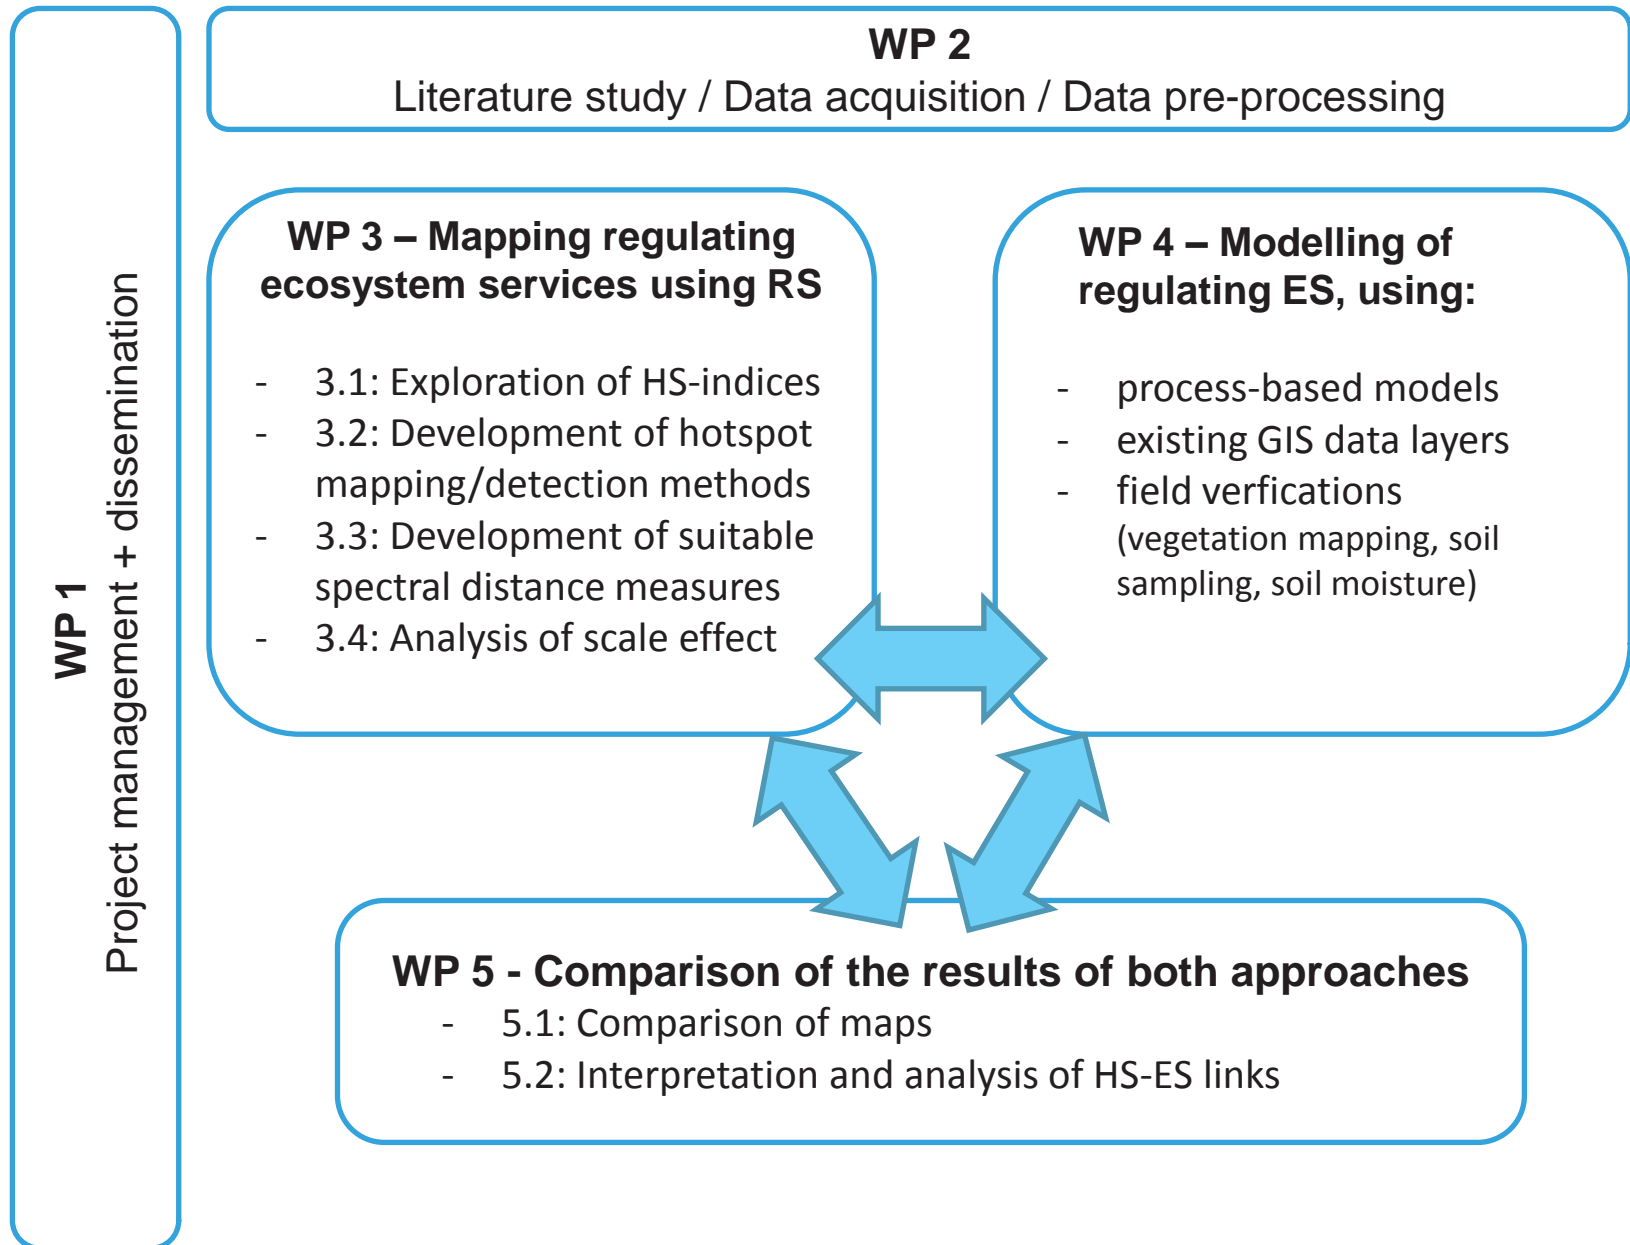 WP 1
Project management + dissemination
WP 2
Literature study / Data acquisition / Data pre-processing
WP 3 – Mapping regulating
ecosystem services using RS
- 3.1: Exploration of HS-indices
- 3.2: Development of hotspot
mapping/detection methods
- 3.3: Development of suitable
spectral distance measures
- 3.4: Analysis of scale effect
WP 4 – Modelling of
regulating ES, using:
- process-based models
- existing GIS data layers
- field verfications
(vegetation mapping, soil
sampling, soil moisture)
WP 5 - Comparison of the results of both approaches
- 5.1: Comparison of maps
- 5.2: Interpretation and analysis of HS-ES links